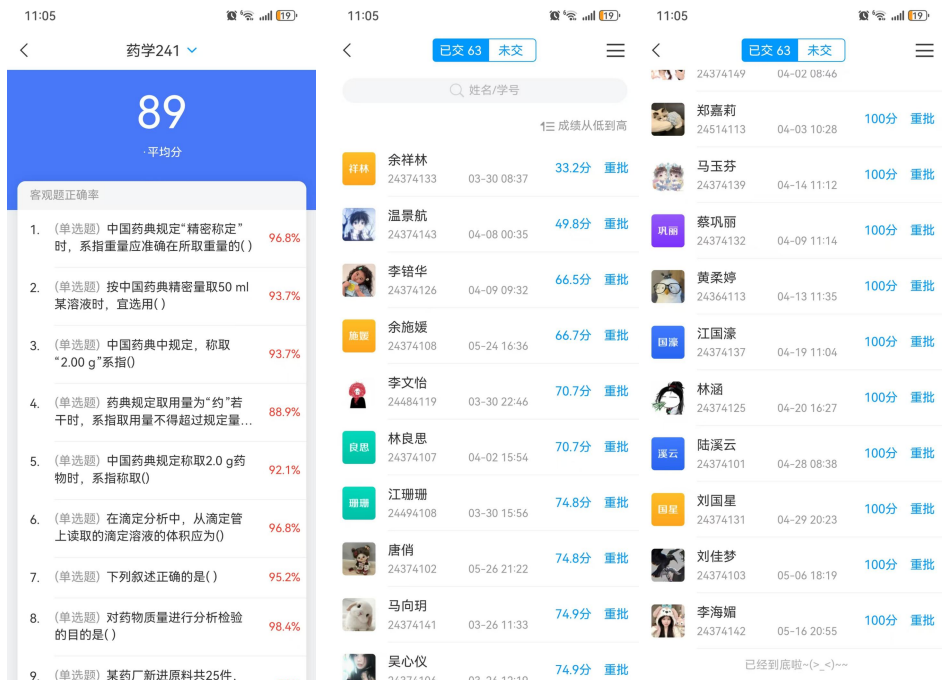 11:05
19
药学241
89
·平均分
客观题正确率
1. (单选题) 中国药典规定“精密称定”
时，系指重量应准确在所取重量的( )
96.8%
2. (单选题) 按中国药典精密量取50 ml
某溶液时，宜选用( )
93.7%
3. (单选题) 中国药典中规定，称取
“2.00 g”系指()
93.7%
4. (单选题) 药典规定取用量为“约”若
干时，系指取用量不得超过规定量...
88.9%
5. (单选题) 中国药典规定称取2.0 g药
物时，系指称取()
92.1%
6. (单选题) 在滴定分析中，从滴定管
上读取的滴定溶液的体积应为()
96.8%
7. (单选题) 下列叙述正确的是( )
95.2%
8. (单选题) 对药物质量进行分析检验
的目的是( )
98.4%
9. (单选题) 某药厂新进原料共25件，
11:05
19
已交 63 未交
姓名/学号
成绩从低到高
祥林
余祥林
24374133 03-30 08:37
33.2分 重批
温景航
24374143 04-08 00:35
49.8分 重批
李锫华
24374126 04-09 09:32
66.5分 重批
施媛
余施媛
24374108 05-24 16:36
66.7分 重批
李文怡
24484119 03-30 22:46
70.7分 重批
良思
林良思
24374107 04-02 15:54
70.7分 重批
珊珊
江珊珊
24494108 03-30 15:56
74.8分 重批
唐俏
24374102 05-26 21:22
74.8分 重批
马向玥
24374141 03-26 11:33
74.9分 重批
吴心仪
24374106 03-26 12:19
74.9分 重批
11:05
19
已交 63 未交
24374149 04-02 08:46
郑嘉莉
24514113 04-03 10:28
100分 重批
马玉芬
24374139 04-14 11:12
100分 重批
巩丽
蔡巩丽
24374132 04-09 11:14
100分 重批
黄柔婷
24364113 04-13 11:35
100分 重批
国濠
江国濠
24374137 04-19 11:04
100分 重批
林涵
24374125 04-20 16:27
100分 重批
溪云
陆溪云
24374101 04-28 08:38
100分 重批
国星
刘国星
24374131 04-29 20:23
100分 重批
刘佳梦
24374103 05-06 18:19
100分 重批
李海媚
24374142 05-16 20:55
100分 重批
已经到底啦~(>_<)~~